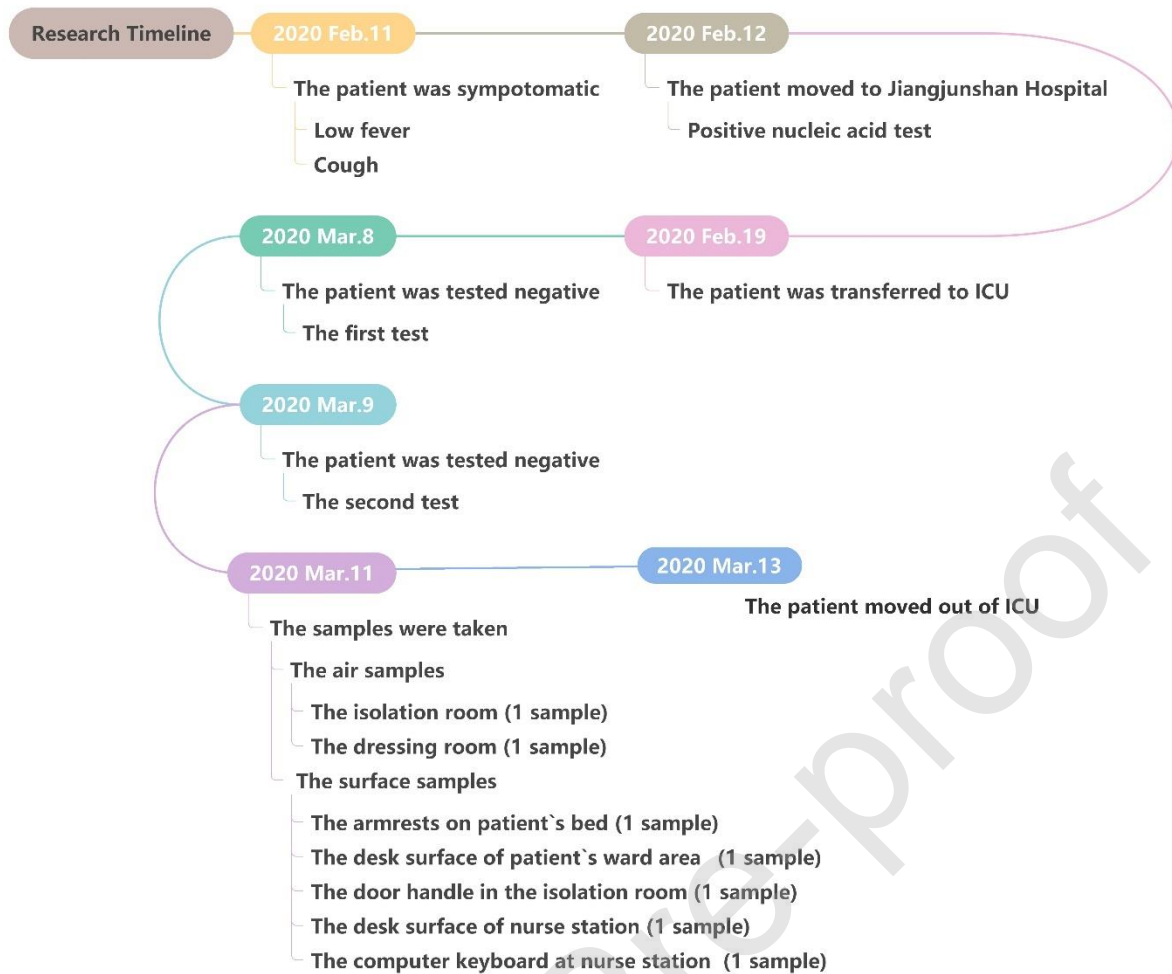 Research Timeline
2020 Feb.11
2020 Feb.12
The patient was sympotomatic
Low fever
Cough
The patient moved to Jiangjunshan Hospital
Positive nucleic acid test
2020 Feb.19
The patient was transferred to ICU
2020 Mar.8
The patient was tested negative
The first test
2020 Mar.9
The patient was tested negative
The second test
2020 Mar.11
The samples were taken
The air samples
The isolation room (1 sample)
The dressing room (1 sample)
The surface samples
The armrests on patient`s bed (1 sample)
The desk surface of patient`s ward area (1 sample)
The door handle in the isolation room (1 sample)
The desk surface of nurse station (1 sample)
The computer keyboard at nurse station (1 sample)
2020 Mar.13
The patient moved out of ICU
re-proof